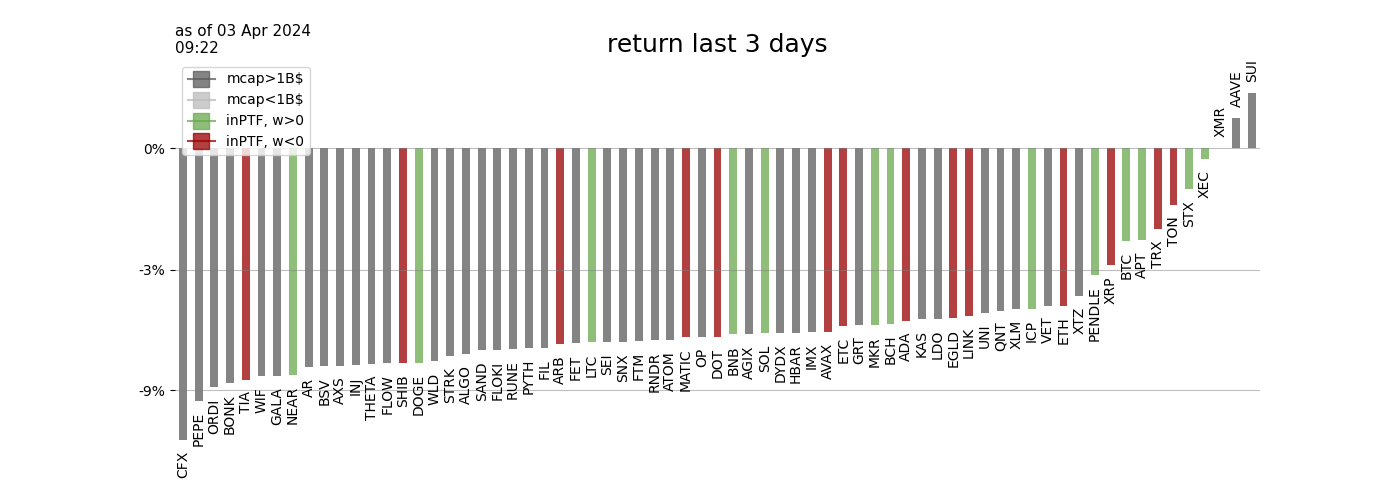 as of 03 Apr 2024
09:22
return last 3 days
mcap>1B$
mcap<1B$
inPTF, w>0
inPTF, w<0
0%
-3%
-9%
CFX
PEPE
ORDI
BONK
TIA
WIF
GALA
NEAR
AR
BSV
AXS
INJ
THETA
FLOW
SHIB
DOGE
WLD
STRK
ALGO
SAND
FLOKI
RUNE
PYTH
FIL
ARB
FET
LTC
SEI
SNX
FTM
RNDR
ATOM
MATIC
OP
DOT
BNB
AGIX
SOL
DYDX
HBAR
IMX
AVAX
ETC
GRT
MKR
BCH
ADA
KAS
LDO
EGLD
LINK
UNI
QNT
XLM
ICP
VET
ETH
XTZ
PENDLE
XRP
BTC
APT
TRX
TON
STX
XEC
XMR
AAVE
SUI